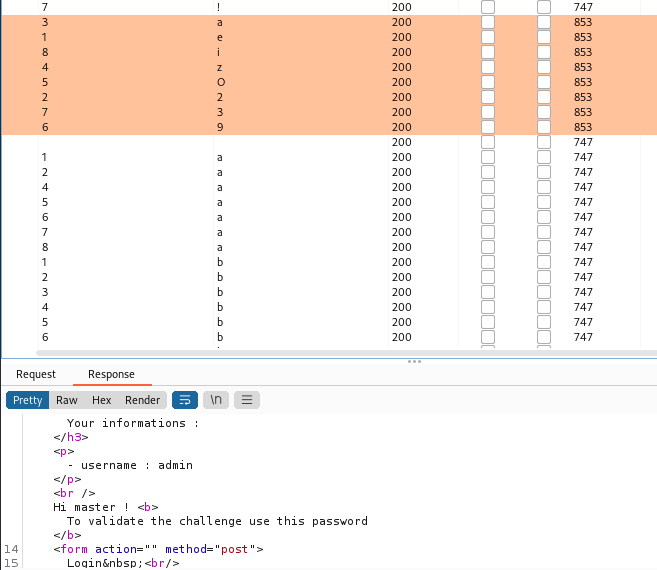 7 ! 200 747
3 a 200 853
1 e 200 853
8 i 200 853
4 z 200 853
5 O 200 853
2 2 200 853
7 3 200 853
6 9 200 853
200 747
1 a 200 747
2 a 200 747
4 a 200 747
5 a 200 747
6 a 200 747
7 a 200 747
8 a 200 747
1 b 200 747
2 b 200 747
3 b 200 747
4 b 200 747
5 b 200 747
6 b 200 747
Request Response
Pretty Raw Hex Render \n
Your informations :
</h3>
<p>
- username : admin
</p>
<br />
Hi master ! <b>
To validate the challenge use this password
</b>
14 <form action="" method="post">
15 Login&nbsp;<br/>